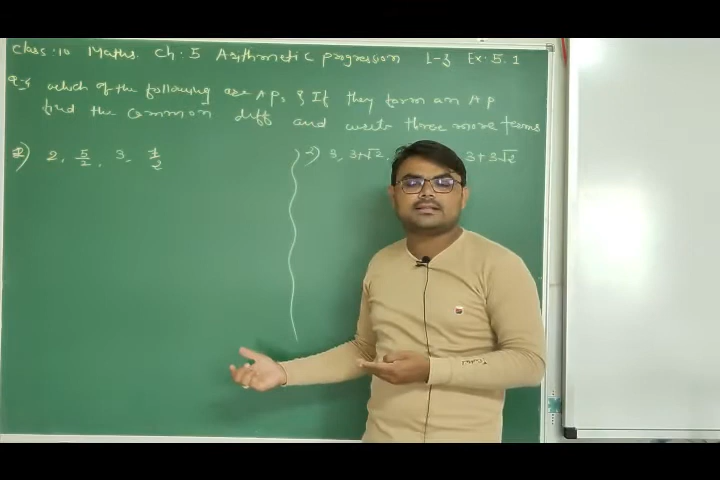 Class:10 Maths. Ch:5 Arithmetic progression L-3 Ex:5.1
Q-4 which of the following are APs & If they form an AP
find the common diff and write three more terms
1) 2, 5/2, 3, 7/2
2) 3, 3+√2, 3+3√2